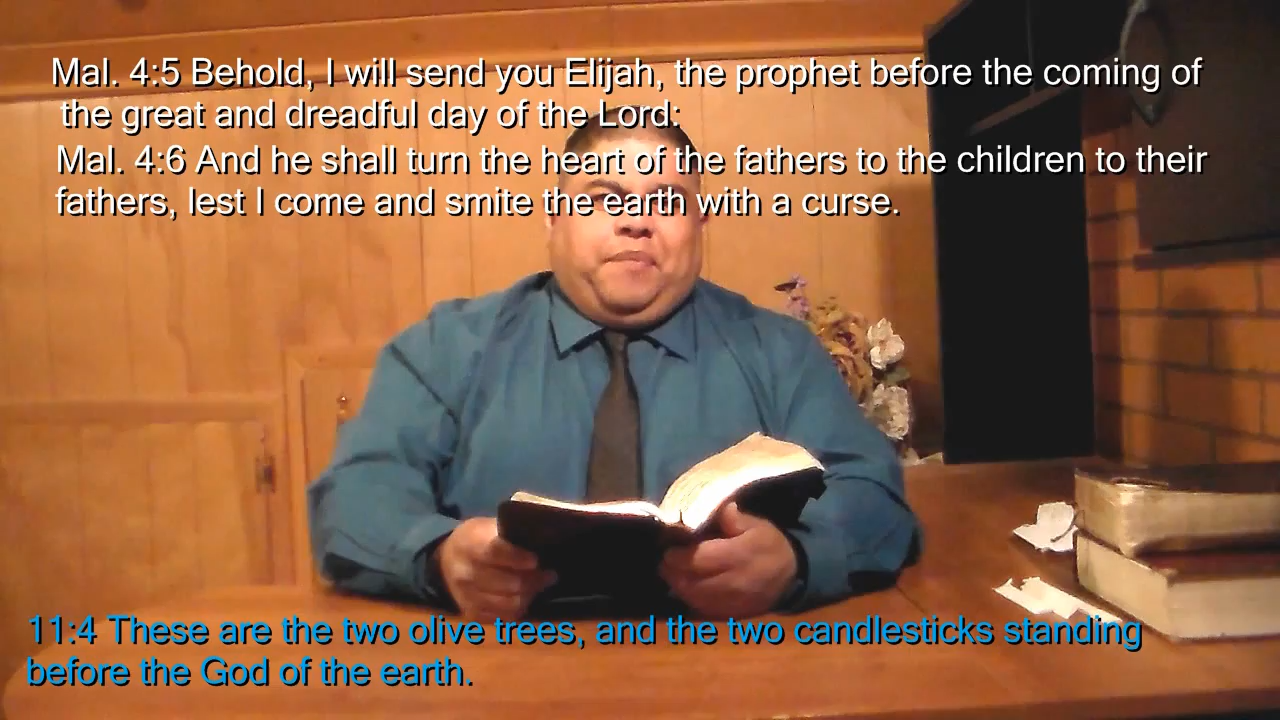 Mal. 4:5 Behold, I will send you Elijah, the prophet before the coming of
the great and dreadful day of the Lord:
Mal. 4:6 And he shall turn the heart of the fathers to the children to their
fathers, lest I come and smite the earth with a curse.
11:4 These are the two olive trees, and the two candlesticks standing
before the God of the earth.